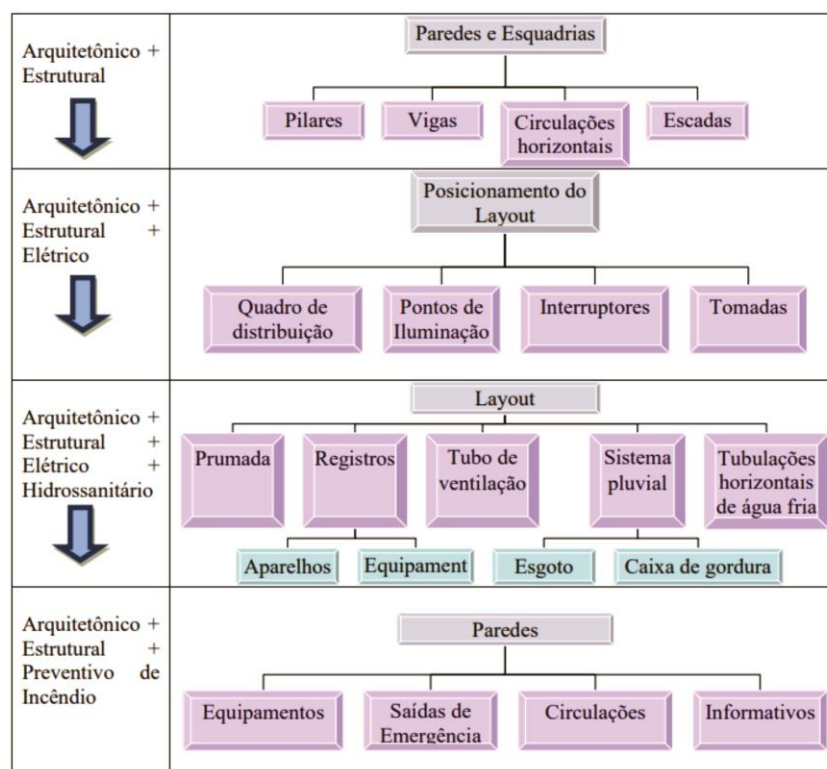 Arquitetônico +
Estrutural
Paredes e Esquadrias
Pilares
Vigas
Circulações
horizontais
Escadas
Arquitetônico +
Estrutural +
Elétrico
Posicionamento do
Layout
Quadro de
distribuição
Pontos de
Iluminação
Interruptores
Tomadas
Arquitetônico +
Estrutural +
Elétrico +
Hidrossanitário
Layout
Prumada
Registros
Tubo de
ventilação
Sistema
pluvial
Tubulações
horizontais
de água fria
Aparelhos
Equipament
Esgoto
Caixa de gordura
Arquitetônico +
Estrutural +
Preventivo de
Incêndio
Paredes
Equipamentos
Saídas de
Emergência
Circulações
Informativos